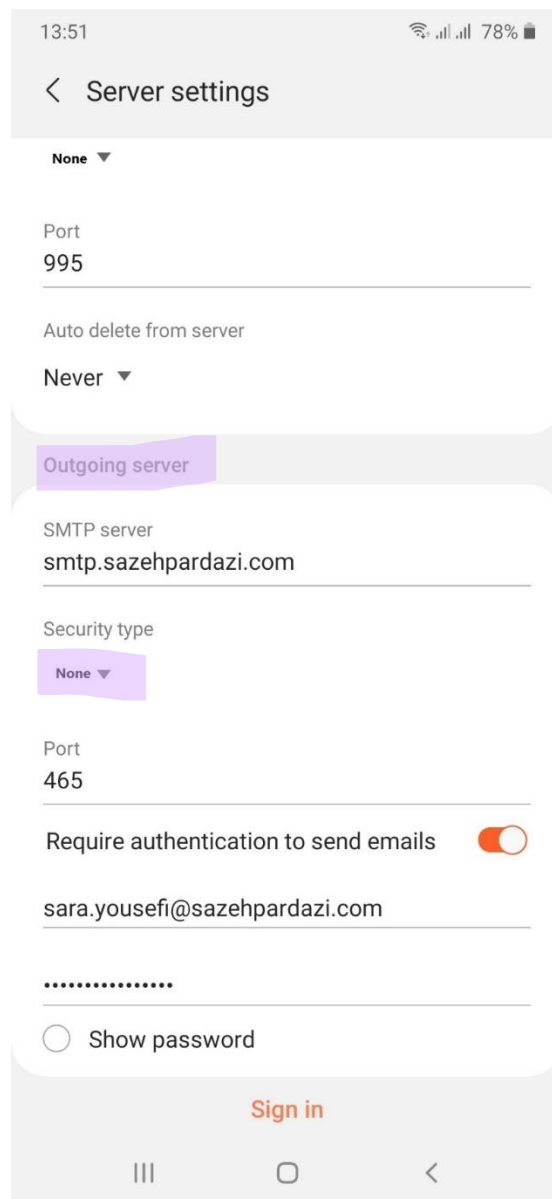 13:51 78%
Server settings
None
Port
995
Auto delete from server
Never
Outgoing server
SMTP server
smtp.sazehpardazi.com
Security type
None
Port
465
Require authentication to send emails
sara.yousefi@sazehpardazi.com
••••••••••••••••
Show password
Sign in